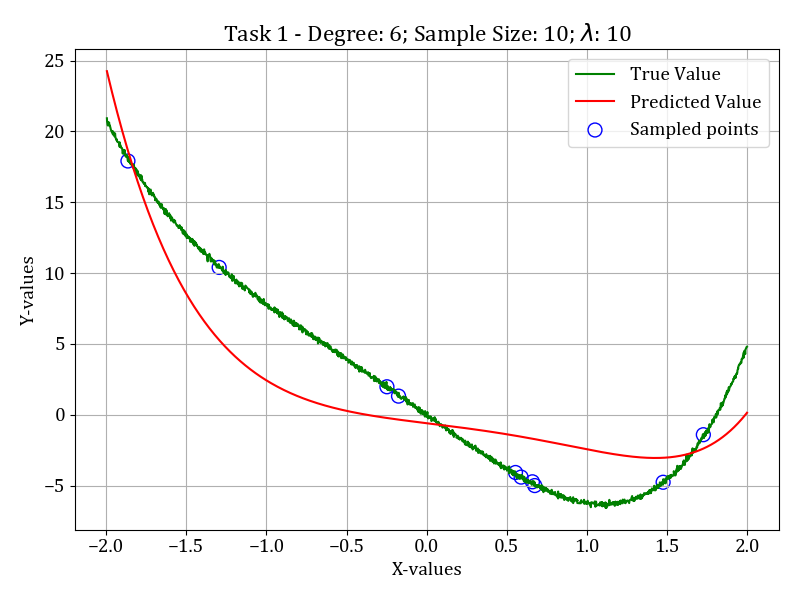 Task 1 - Degree: 6; Sample Size: 10; λ: 10
True Value
Predicted Value
Sampled points
Y-values
25
20
15
10
5
0
−5
−2.0 −1.5 −1.0 −0.5 0.0 0.5 1.0 1.5 2.0
X-values